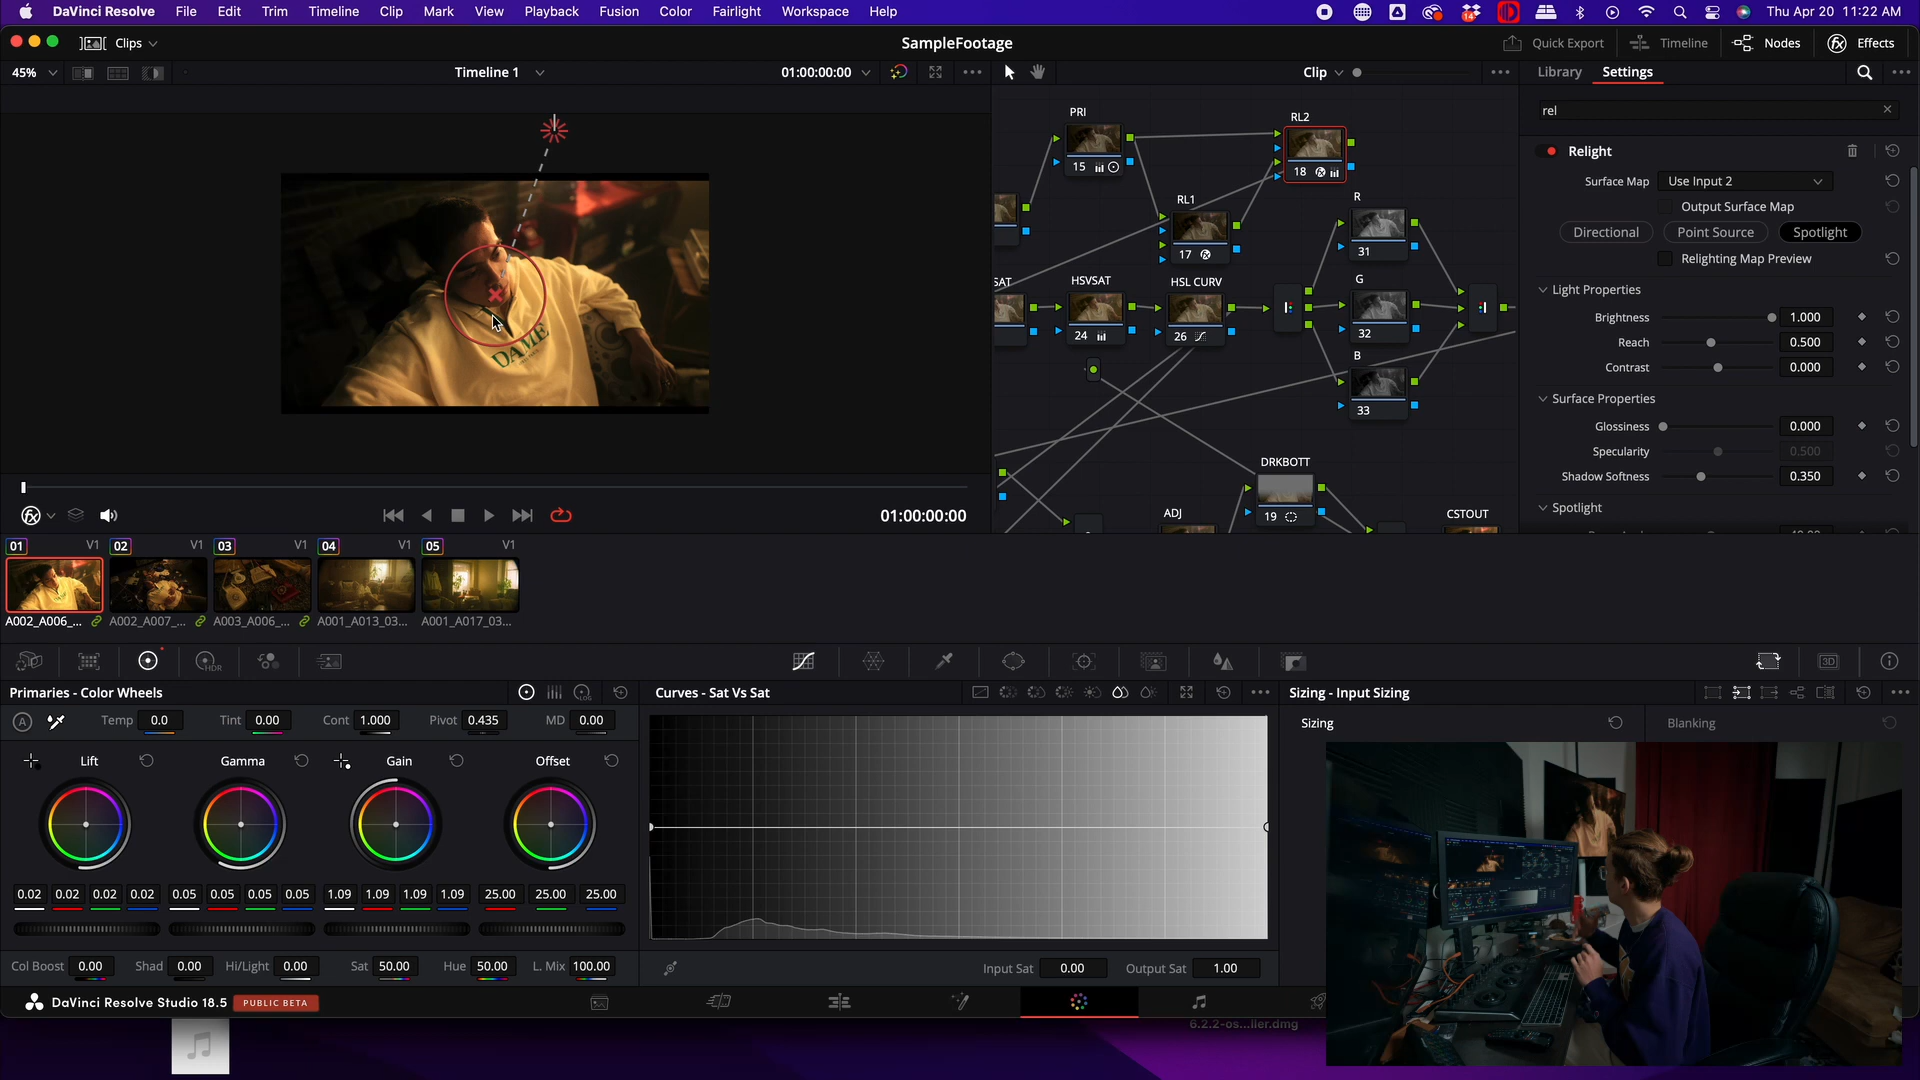 DaVinci Resolve File Edit Trim Timeline Clip Mark View Playback Fusion Color Fairlight Workspace Help
14
Thu Apr 20 11:22 AM
Clips
SampleFootage
Quick Export Timeline Nodes Effects
45%
Timeline 1
01:00:00:00
Clip
Library Settings
rel
Relight
Surface Map Use Input 2
Output Surface Map
Directional Point Source Spotlight
Relighting Map Preview
Light Properties
Brightness 1.000
Reach 0.500
Contrast 0.000
Surface Properties
Glossiness 0.000
Specularity 0.500
Shadow Softness 0.350
Spotlight
PRI
15
RL2
18
RL1
17
R
31
SAT
HSVSAT
24
HSL CURV
26
G
32
B
33
DRKBOTT
19
ADJ
CSTOUT
DAME
01:00:00:00
01 V1 02 V1 03 V1 04 V1 05 V1
A002_A006_... A002_A007_... A003_A006_... A001_A013_03... A001_A017_03...
HDR
3D
Primaries - Color Wheels
LOG
Curves - Sat Vs Sat
Sizing - Input Sizing
A
Temp 0.0 Tint 0.00 Cont 1.000 Pivot 0.435 MD 0.00
Sizing
Blanking
Lift Gamma Gain Offset
0.02 0.02 0.02 0.02 0.05 0.05 0.05 0.05 1.09 1.09 1.09 1.09 25.00 25.00 25.00
Col Boost 0.00 Shad 0.00 Hi/Light 0.00 Sat 50.00 Hue 50.00 L. Mix 100.00
Input Sat 0.00 Output Sat 1.00
DaVinci Resolve Studio 18.5 PUBLIC BETA
6.2.2-os...lier.dmg